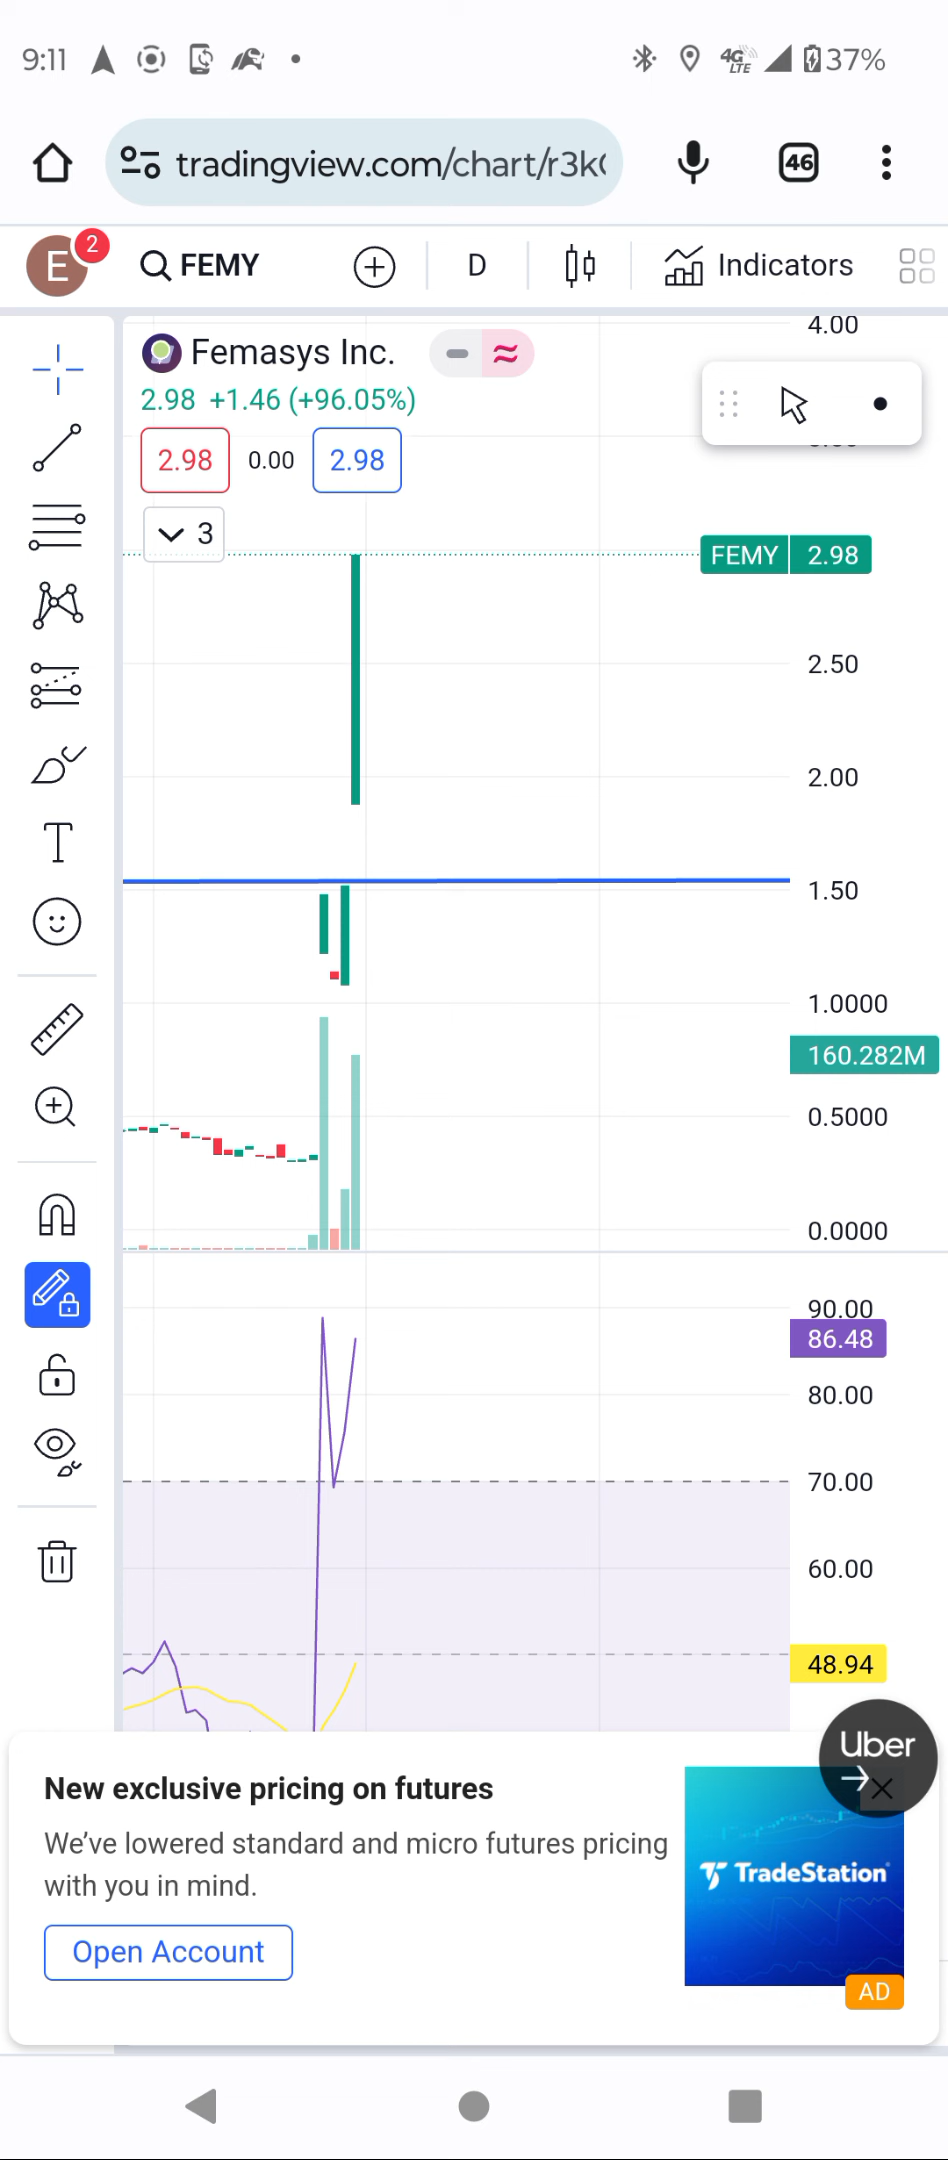 9:11
4G LTE 37%
tradingview.com/chart/r3k
46
E 2 FEMY D Indicators
4.00
Femasys Inc.
2.98 +1.46 (+96.05%)
2.98 0.00 2.98
3
FEMY 2.98
2.50
2.00
1.50
1.0000
160.282M
0.5000
0.0000
90.00
86.48
80.00
70.00
60.00
48.94
Uber
New exclusive pricing on futures
We've lowered standard and micro futures pricing
with you in mind.
TradeStation
Open Account
AD